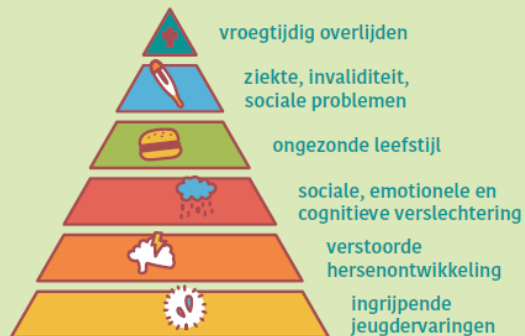 vroegtijdig overlijden
ziekte, invaliditeit,
sociale problemen
ongezonde leefstijl
sociale, emotionele en
cognitieve verslechtering
verstoorde
hersenontwikkeling
ingrijpende
jeugdervaringen